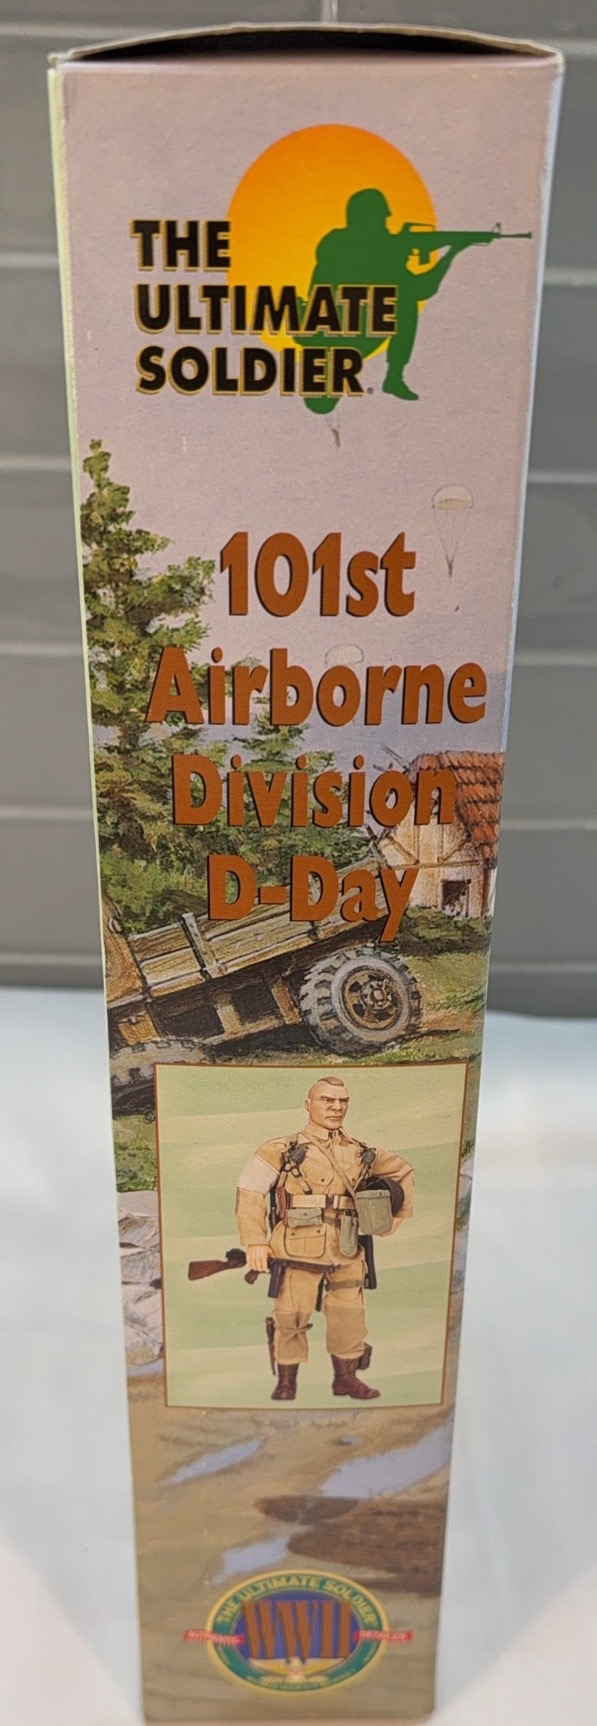 THE
ULTIMATE
SOLDIER®
101st
Airborne
Division
D-Day
THE ULTIMATE SOLDIER
WWII